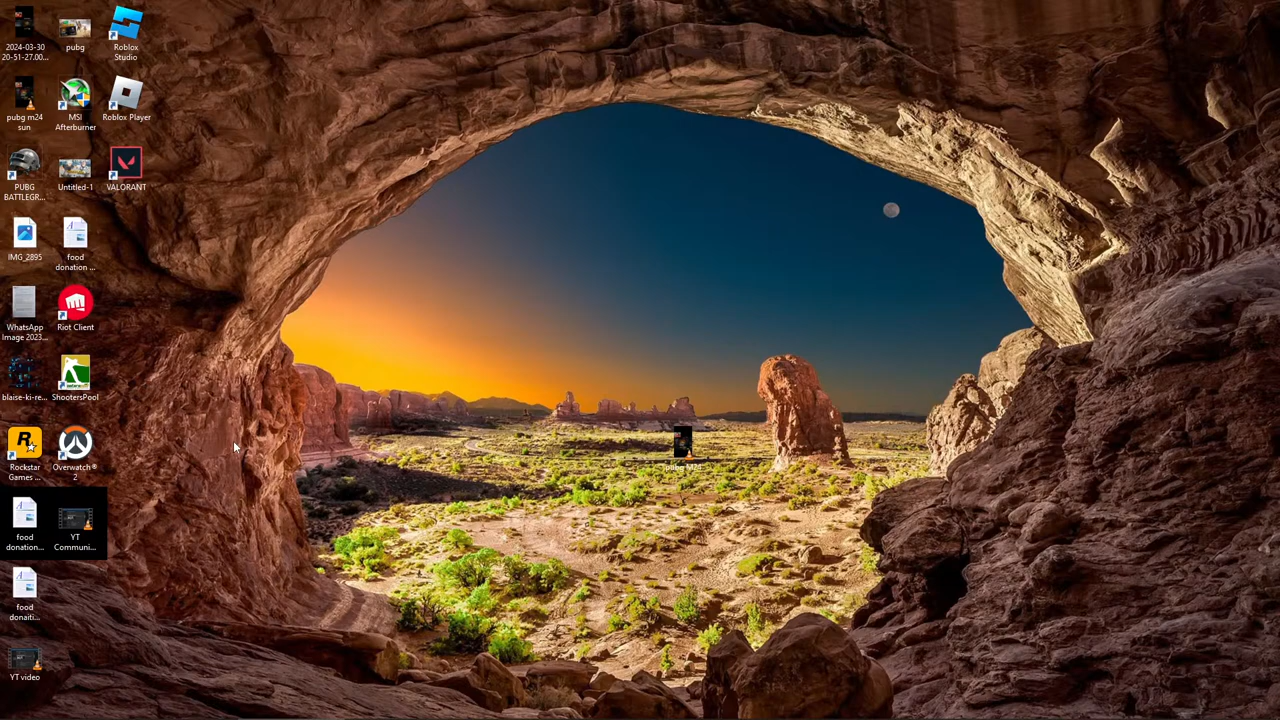 2024-03-30
20-51-27.00...
pubg
Roblox
Studio
pubg m24
sun
MSI
Afterburner
Roblox Player
PUBG
BATTLEGR...
Untitled-1
VALORANT
IMG_2895
food
donation ...
WhatsApp
Image 2023...
Riot Client
blaise-ki-re...
ShootersPool
Rockstar
Games ...
Overwatch®
2
food
donation...
YT
Communi...
food
donaiti...
YT video